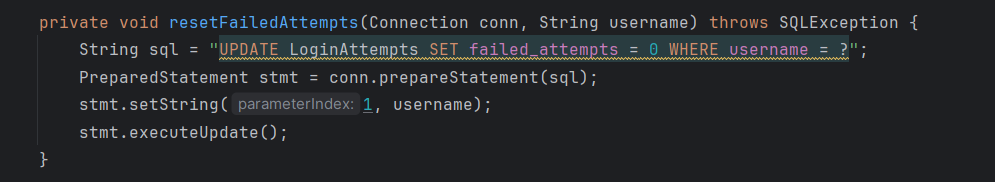 private void resetFailedAttempts(Connection conn, String username) throws SQLException {
String sql = "UPDATE LoginAttempts SET failed_attempts = 0 WHERE username = ?";
PreparedStatement stmt = conn.prepareStatement(sql);
stmt.setString( parameterIndex: 1, username);
stmt.executeUpdate();
}